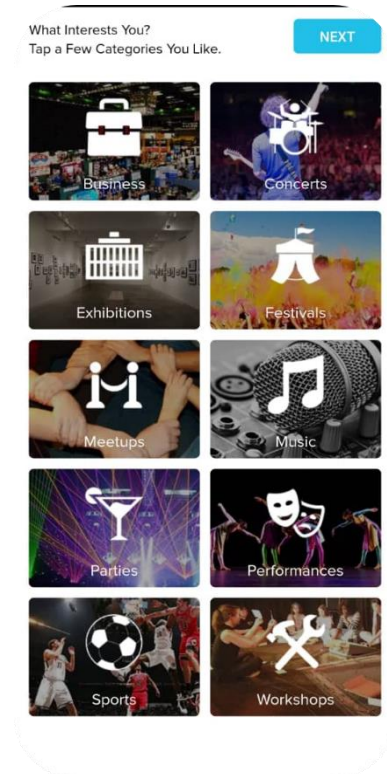 What Interests You?
Tap a Few Categories You Like.
NEXT
Business
Concerts
Exhibitions
Festivals
Meetups
Music
Parties
Performances
Sports
Workshops